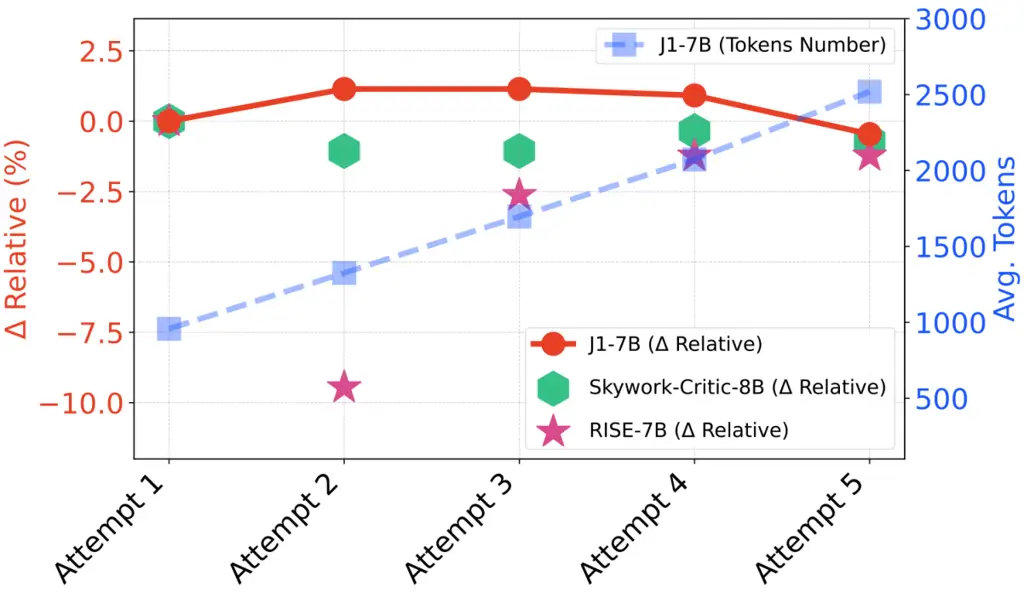 J1-7B (Tokens Number)
2.5
0.0
−2.5
−5.0
−7.5
−10.0
Δ Relative (%)
3000
2500
2000
1500
1000
500
Avg. Tokens
J1-7B (Δ Relative)
Skywork-Critic-8B (Δ Relative)
RISE-7B (Δ Relative)
Attempt 1
Attempt 2
Attempt 3
Attempt 4
Attempt 5